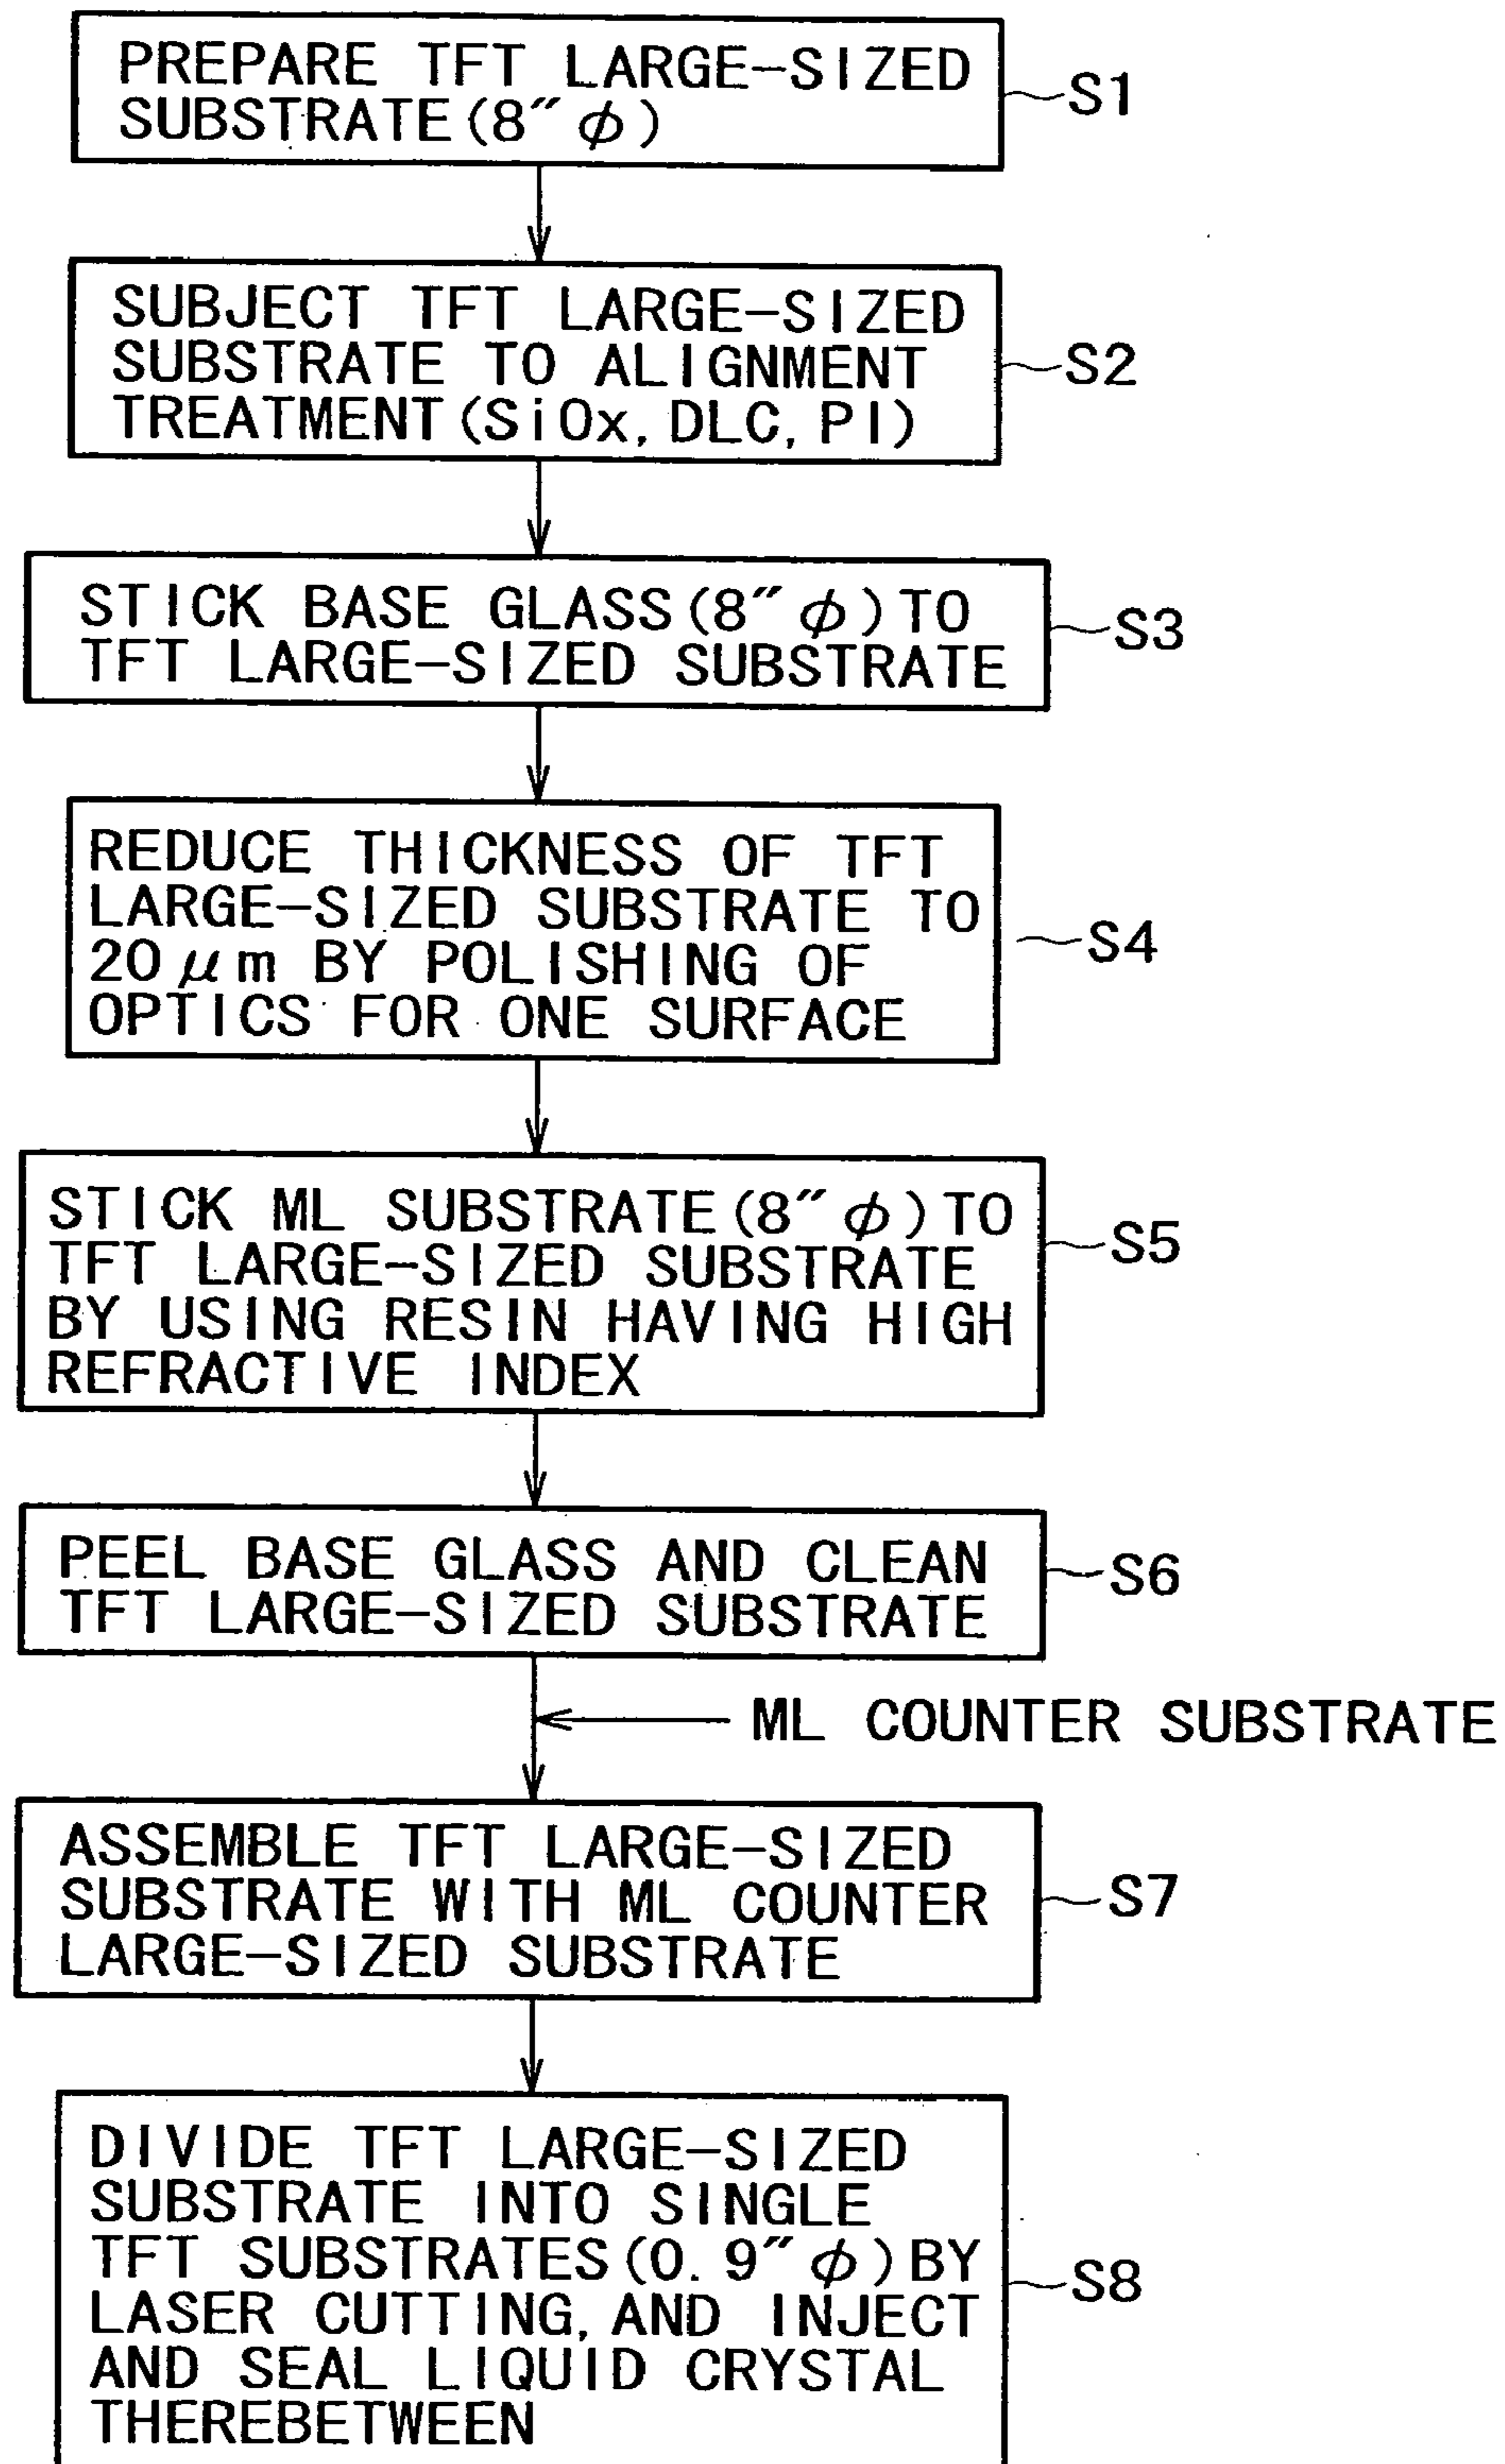 PREPARE TFT LARGE-SIZED
SUBSTRATE(8″φ)
S1
SUBJECT TFT LARGE-SIZED
SUBSTRATE TO ALIGNMENT
TREATMENT(SiOx, DLC, PI)
S2
STICK BASE GLASS(8″φ)TO
TFT LARGE-SIZED SUBSTRATE
S3
REDUCE THICKNESS OF TFT
LARGE-SIZED SUBSTRATE TO
20μm BY POLISHING OF
OPTICS FOR ONE SURFACE
S4
STICK ML SUBSTRATE(8″φ)TO
TFT LARGE-SIZED SUBSTRATE
BY USING RESIN HAVING HIGH
REFRACTIVE INDEX
S5
PEEL BASE GLASS AND CLEAN
TFT LARGE-SIZED SUBSTRATE
S6
ML COUNTER SUBSTRATE
ASSEMBLE TFT LARGE-SIZED
SUBSTRATE WITH ML COUNTER
LARGE-SIZED SUBSTRATE
S7
DIVIDE TFT LARGE-SIZED
SUBSTRATE INTO SINGLE
TFT SUBSTRATES(0.9″φ)BY
LASER CUTTING, AND INJECT
AND SEAL LIQUID CRYSTAL
THEREBETWEEN
S8